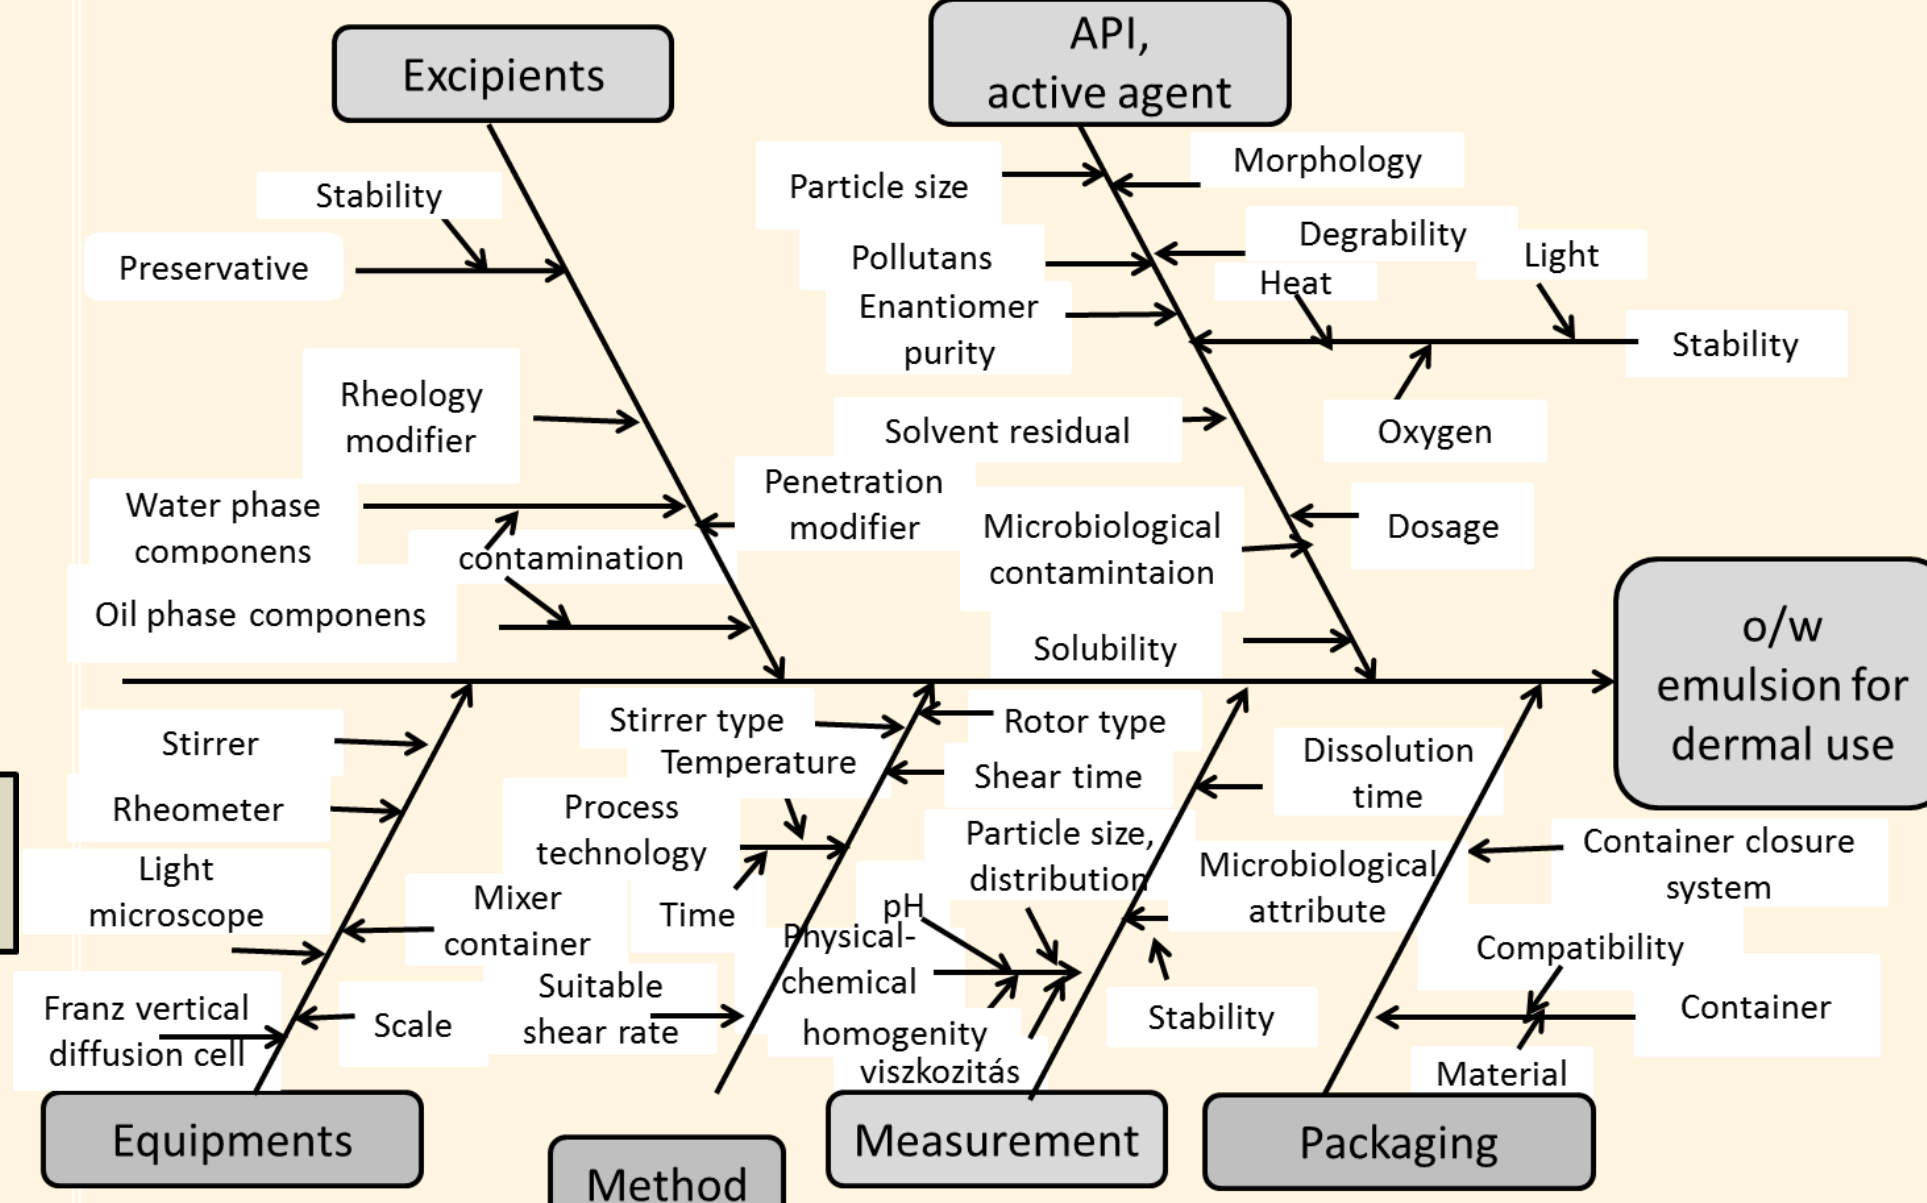 Excipients
API,
active agent
Stability
Preservative
Rheology
modifier
Water phase
componens
contamination
Oil phase componens
Penetration
modifier
Particle size
Morphology
Pollutans
Degrability
Light
Heat
Enantiomer
purity
Stability
Solvent residual
Oxygen
Microbiological
contamintaion
Dosage
Solubility
o/w
emulsion for
dermal use
Stirrer
Rheometer
Light
microscope
Mixer
container
Franz vertical
diffusion cell
Scale
Equipments
Stirrer type
Rotor type
Temperature
Shear time
Process
technology
Time
Suitable
shear rate
Method
Dissolution
time
Particle size,
distribution
Microbiological
attribute
pH
Physical-
chemical
homogenity
viszkozitás
Stability
Measurement
Container closure
system
Compatibility
Container
Material
Packaging